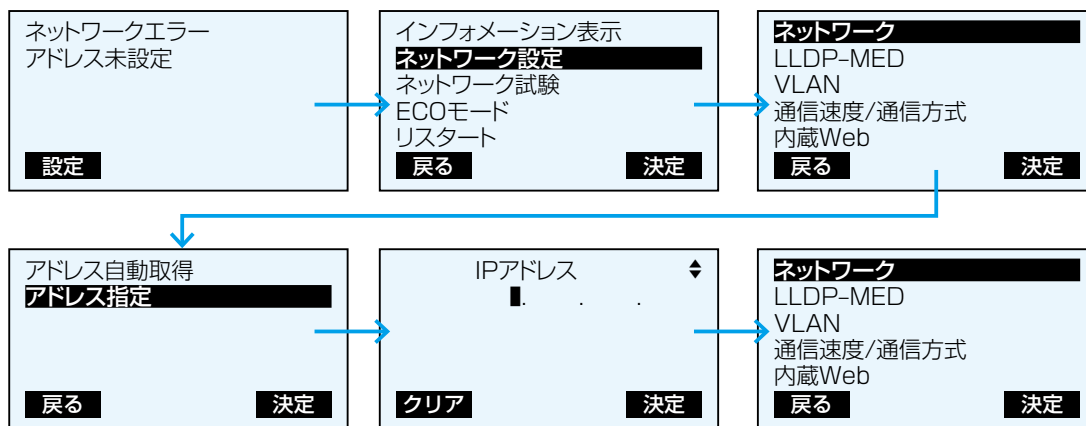 ネットワークエラー
アドレス未設定
設定
インフォメーション表示
ネットワーク設定
ネットワーク試験
ECOモード
リスタート
戻る 決定
ネットワーク
LLDP-MED
VLAN
通信速度/通信方式
内蔵Web
戻る 決定
アドレス自動取得
アドレス指定
戻る 決定
IPアドレス
. . .
クリア 決定
ネットワーク
LLDP-MED
VLAN
通信速度/通信方式
内蔵Web
戻る 決定